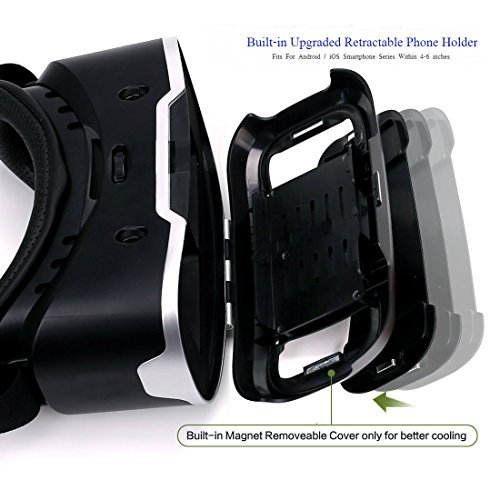 Built-in Upgraded Retractable Phone Holder
Fits For Android / iOS Smartphone Series Within 4-6 inches
Built-in Magnet Removeable Cover only for better cooling